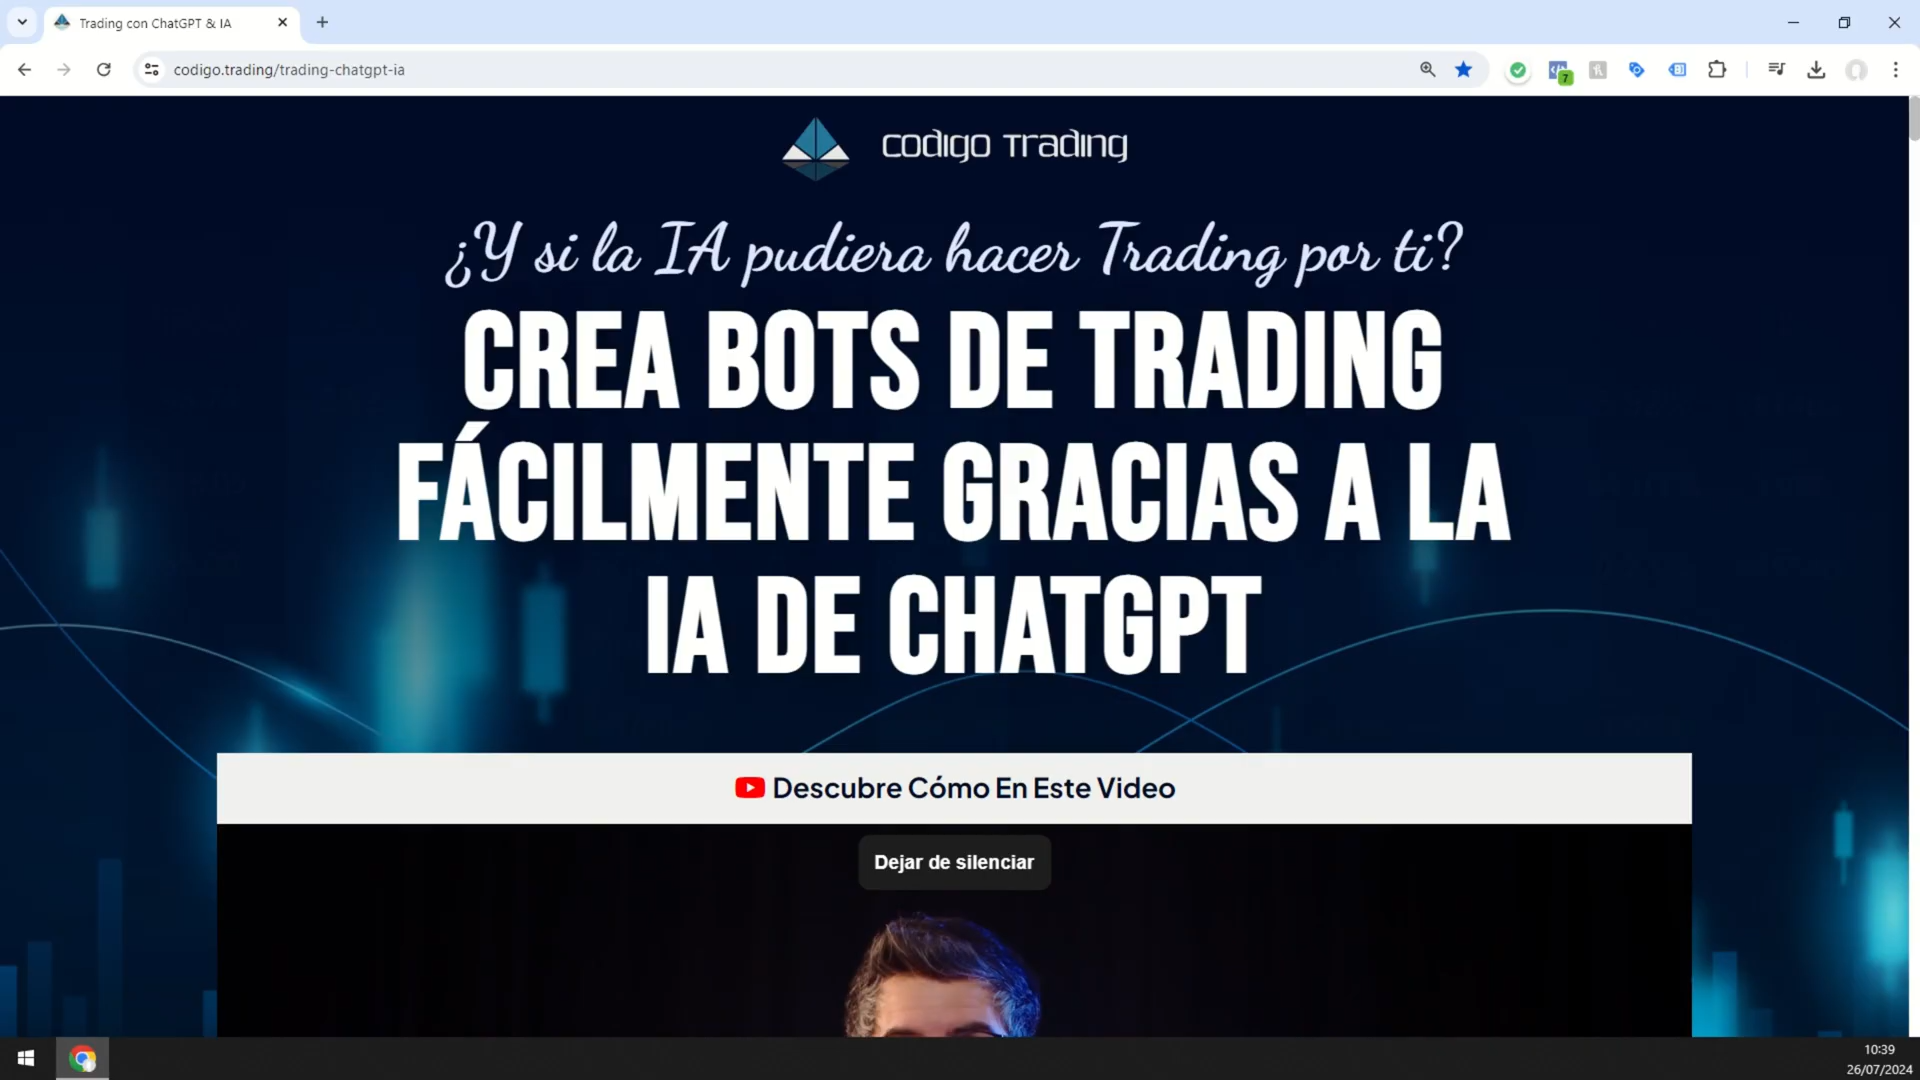 Trading con ChatGPT & IA
codigo.trading/trading-chatgpt-ia
7
codigo Trading
¿Y si la IA pudiera hacer Trading por ti?
CREA BOTS DE TRADING
FÁCILMENTE GRACIAS A LA
IA DE CHATGPT
Descubre Cómo En Este Video
Dejar de silenciar
10:39
26/07/2024